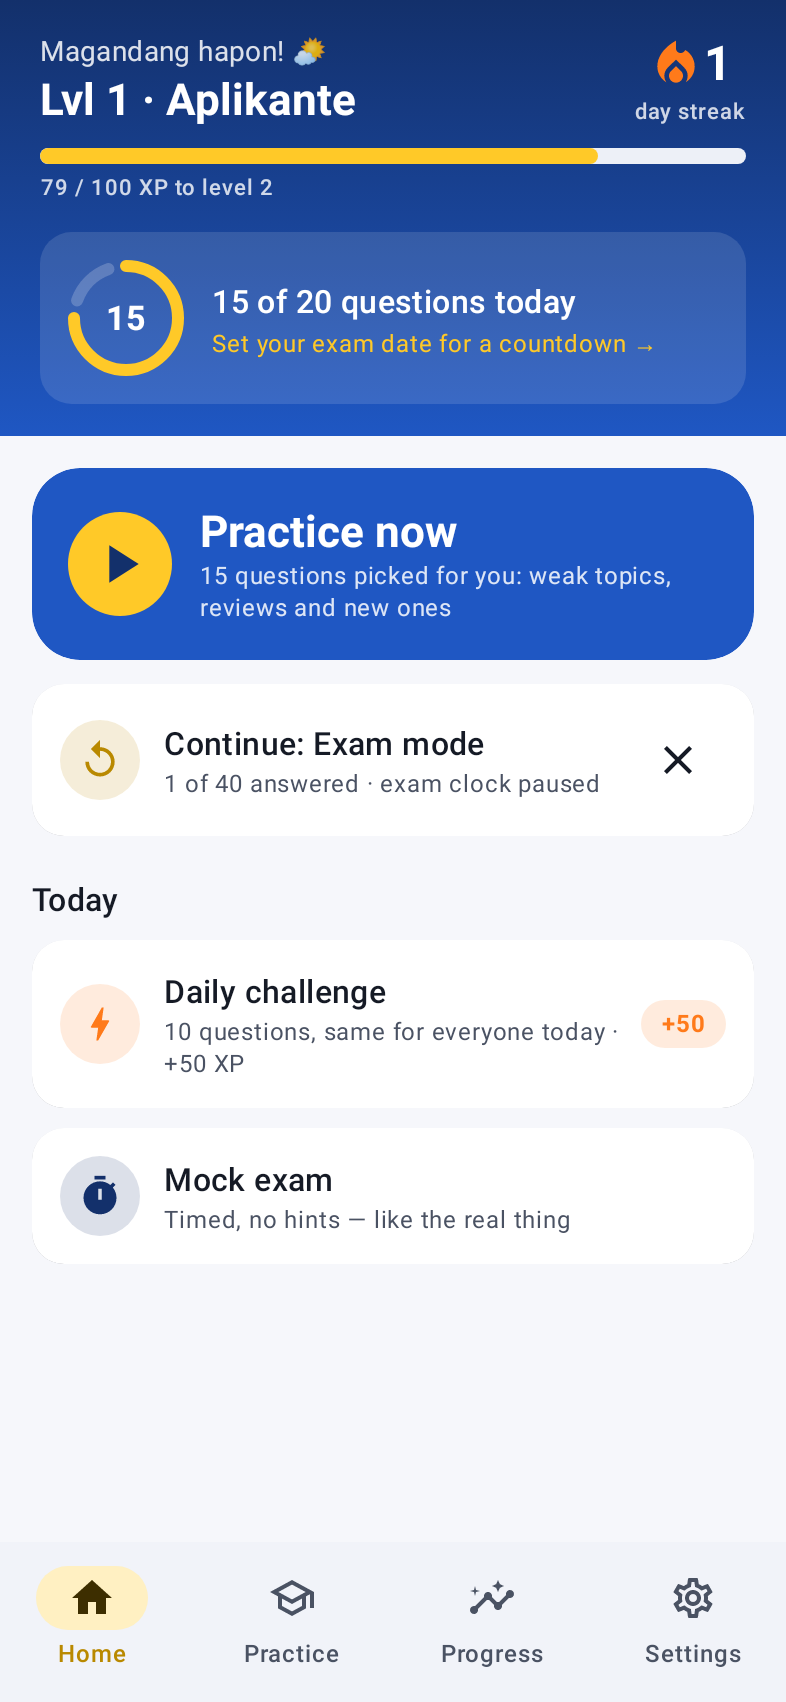 Magandang hapon! 🌤️
Lvl 1 · Aplikante
1
day streak
79 / 100 XP to level 2
15
15 of 20 questions today
Set your exam date for a countdown →
Practice now
15 questions picked for you: weak topics,
reviews and new ones
Continue: Exam mode
1 of 40 answered · exam clock paused
Today
Daily challenge
10 questions, same for everyone today ·
+50 XP
+50
Mock exam
Timed, no hints — like the real thing
Home
Practice
Progress
Settings